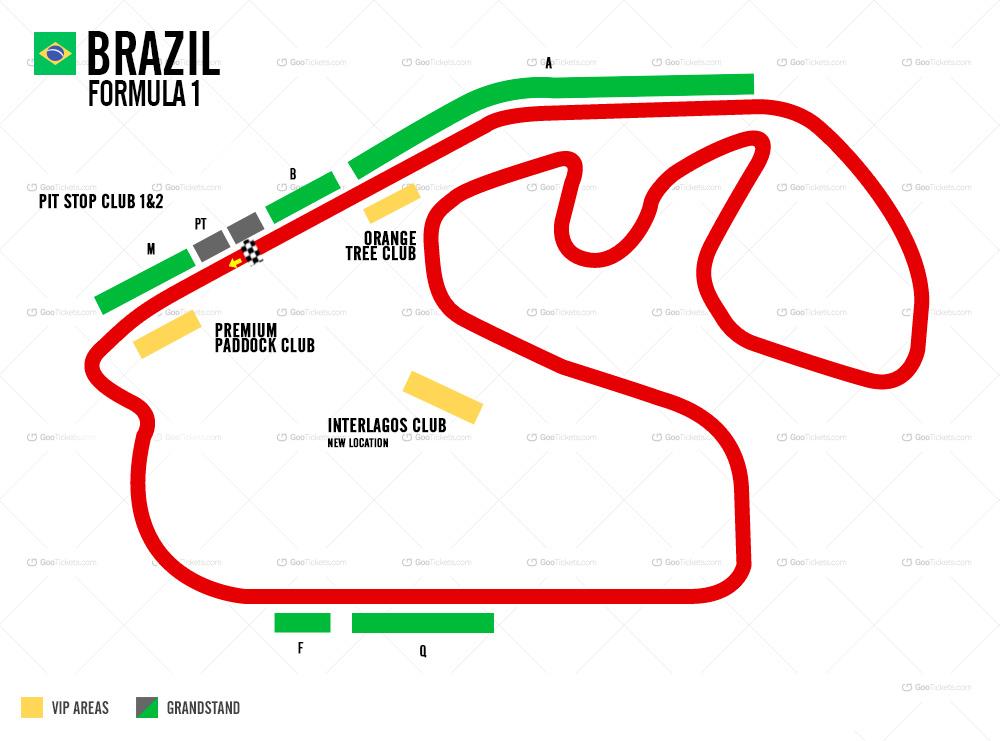 BRAZIL
FORMULA 1
A
B
PIT STOP CLUB 1&2
PT
M
ORANGE
TREE CLUB
PREMIUM
PADDOCK CLUB
INTERLAGOS CLUB
NEW LOCATION
F
Q
VIP AREAS
GRANDSTAND
GooTickets.com